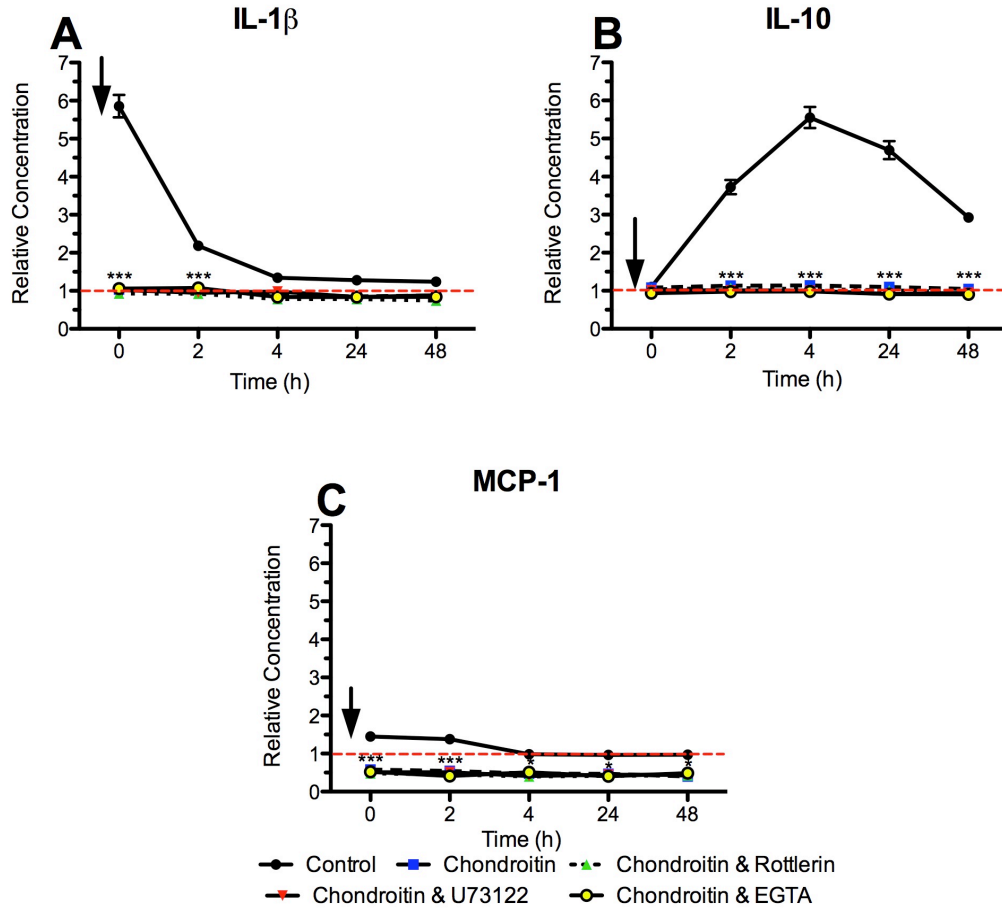 A
IL-1β
7
6
5
4
3
2
1
0
Relative Concentration
*** ***
0 2 4 24 48
Time (h)
B
IL-10
7
6
5
4
3
2
1
0
Relative Concentration
*** *** *** ***
0 2 4 24 48
Time (h)
C
MCP-1
7
6
5
4
3
2
1
0
Relative Concentration
*** *** * * *
0 2 4 24 48
Time (h)
Control Chondroitin Chondroitin & Rottlerin
Chondroitin & U73122 Chondroitin & EGTA